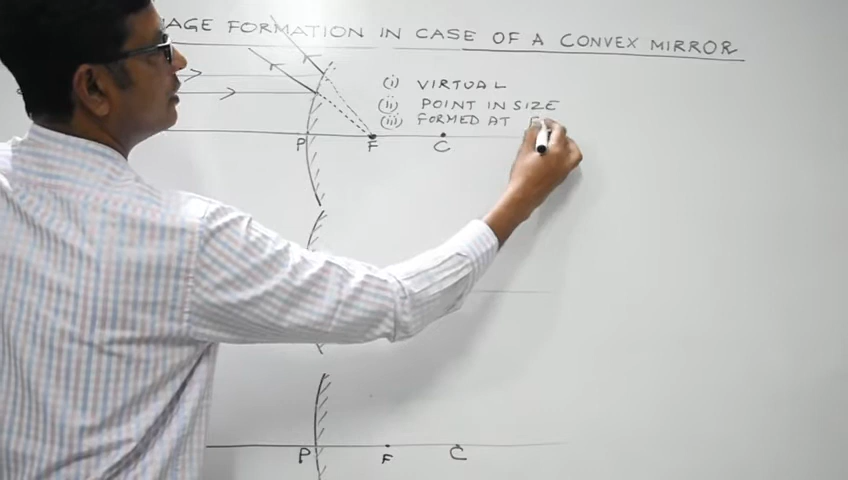 AGE FORMATION IN CASE OF A CONVEX MIRROR
(i) VIRTUAL
(ii) POINT IN SIZE
(iii) FORMED AT
P F C
P F C